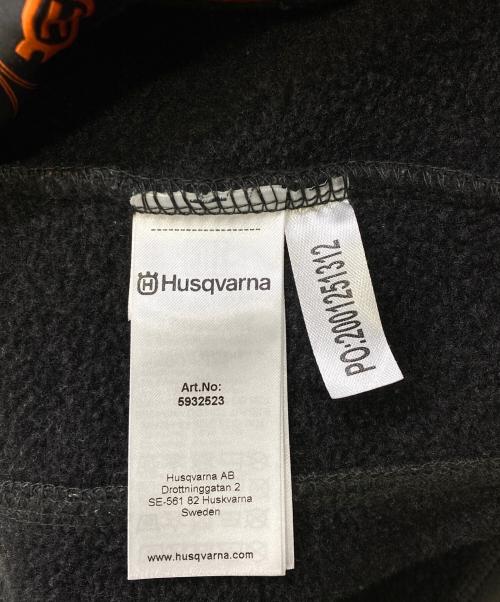 Husqvarna
Art.No:
5932523
Husqvarna AB
Drottninggatan 2
SE-561 82 Huskvarna
Sweden
www.husqvarna.com
PO:2001251312